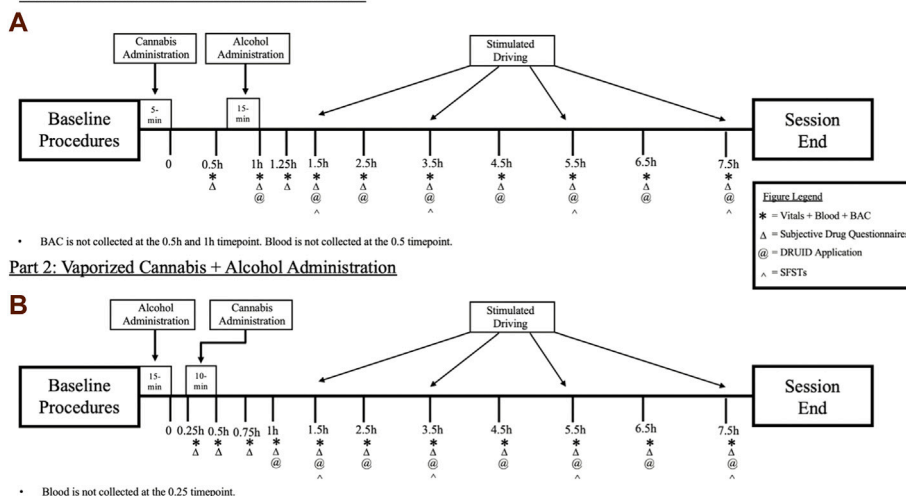 A
Cannabis
Administration
Alcohol
Administration
Stimulated
Driving
Baseline
Procedures
5-
min
15-
min
Session
End
0 0.5h 1h 1.25h 1.5h 2.5h 3.5h 4.5h 5.5h 6.5h 7.5h
* * * * * * * * * *
Δ Δ Δ Δ Δ Δ Δ Δ Δ Δ
@ @ @ @ @ @ @ @
^ ^ ^ ^
Figure Legend
* = Vitals + Blood + BAC
Δ = Subjective Drug Questionnaires
@ = DRUID Application
^ = SFSTs
• BAC is not collected at the 0.5h and 1h timepoint. Blood is not collected at the 0.5 timepoint.
Part 2: Vaporized Cannabis + Alcohol Administration
B
Alcohol
Administration
Cannabis
Administration
Stimulated
Driving
Baseline
Procedures
15-
min
10-
min
Session
End
0 0.25h 0.5h 0.75h 1h 1.5h 2.5h 3.5h 4.5h 5.5h 6.5h 7.5h
* * * * * * * * * * *
Δ Δ Δ Δ Δ Δ Δ Δ Δ Δ Δ
@ @ @ @ @ @ @ @
^ ^ ^ ^
• Blood is not collected at the 0.25 timepoint.